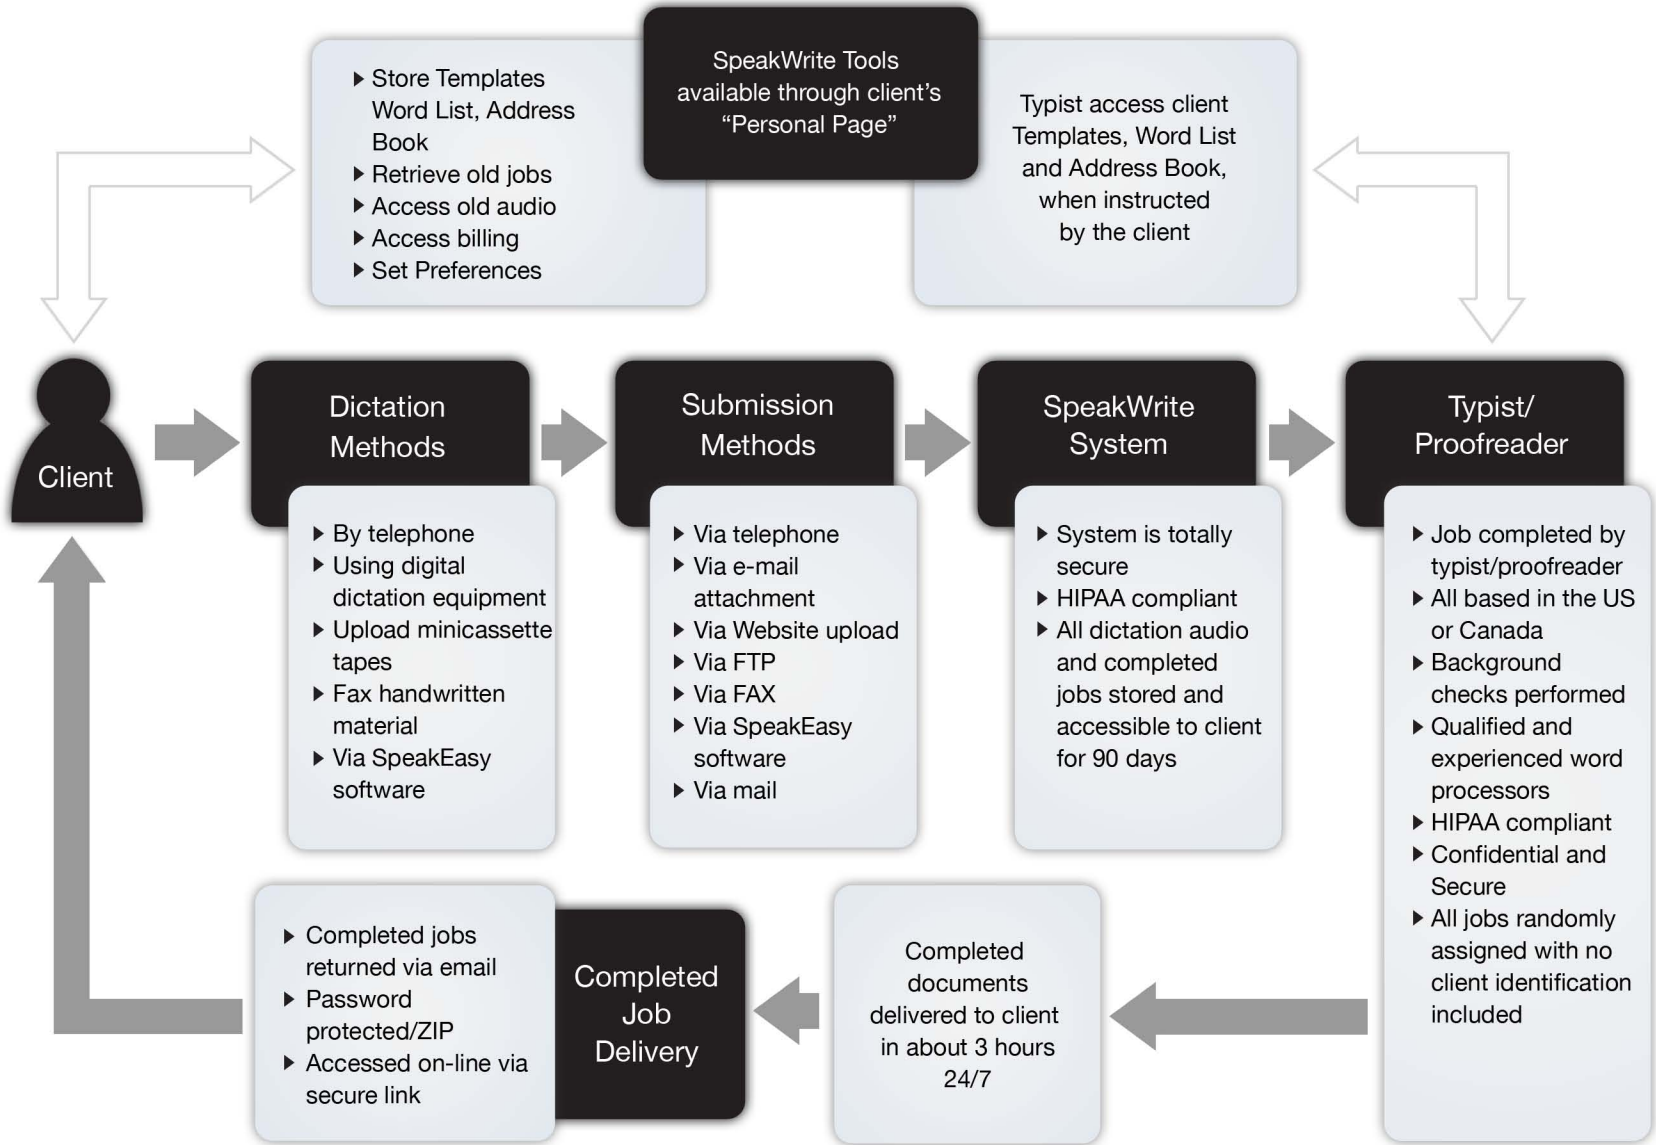 SpeakWrite Tools
available through client's
“Personal Page”
▶ Store Templates
Word List, Address
Book
▶ Retrieve old jobs
▶ Access old audio
▶ Access billing
▶ Set Preferences
Typist access client
Templates, Word List
and Address Book,
when instructed
by the client
Client
Dictation
Methods
▶ By telephone
▶ Using digital
dictation equipment
▶ Upload minicassette
tapes
▶ Fax handwritten
material
▶ Via SpeakEasy
software
Submission
Methods
▶ Via telephone
▶ Via e-mail
attachment
▶ Via Website upload
▶ Via FTP
▶ Via FAX
▶ Via SpeakEasy
software
▶ Via mail
SpeakWrite
System
▶ System is totally
secure
▶ HIPAA compliant
▶ All dictation audio
and completed
jobs stored and
accessible to client
for 90 days
Typist/
Proofreader
▶ Job completed by
typist/proofreader
▶ All based in the US
or Canada
▶ Background
checks performed
▶ Qualified and
experienced word
processors
▶ HIPAA compliant
▶ Confidential and
Secure
▶ All jobs randomly
assigned with no
client identification
included
Completed
documents
delivered to client
in about 3 hours
24/7
Completed
Job
Delivery
▶ Completed jobs
returned via email
▶ Password
protected/ZIP
▶ Accessed on-line via
secure link